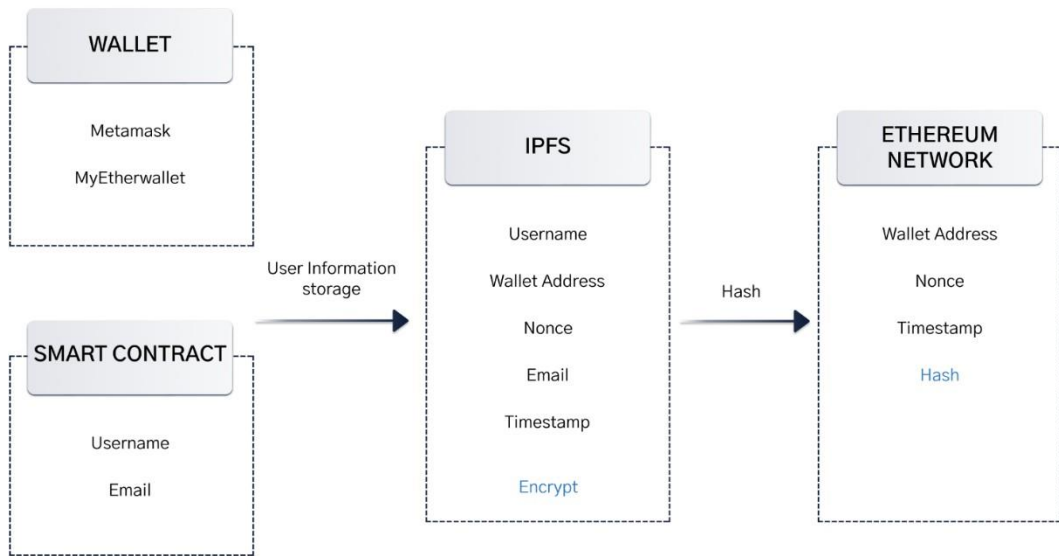 WALLET
Metamask
MyEtherwallet
SMART CONTRACT
Username
Email
User Information
storage
IPFS
Username
Wallet Address
Nonce
Email
Timestamp
Encrypt
Hash
ETHEREUM
NETWORK
Wallet Address
Nonce
Timestamp
Hash